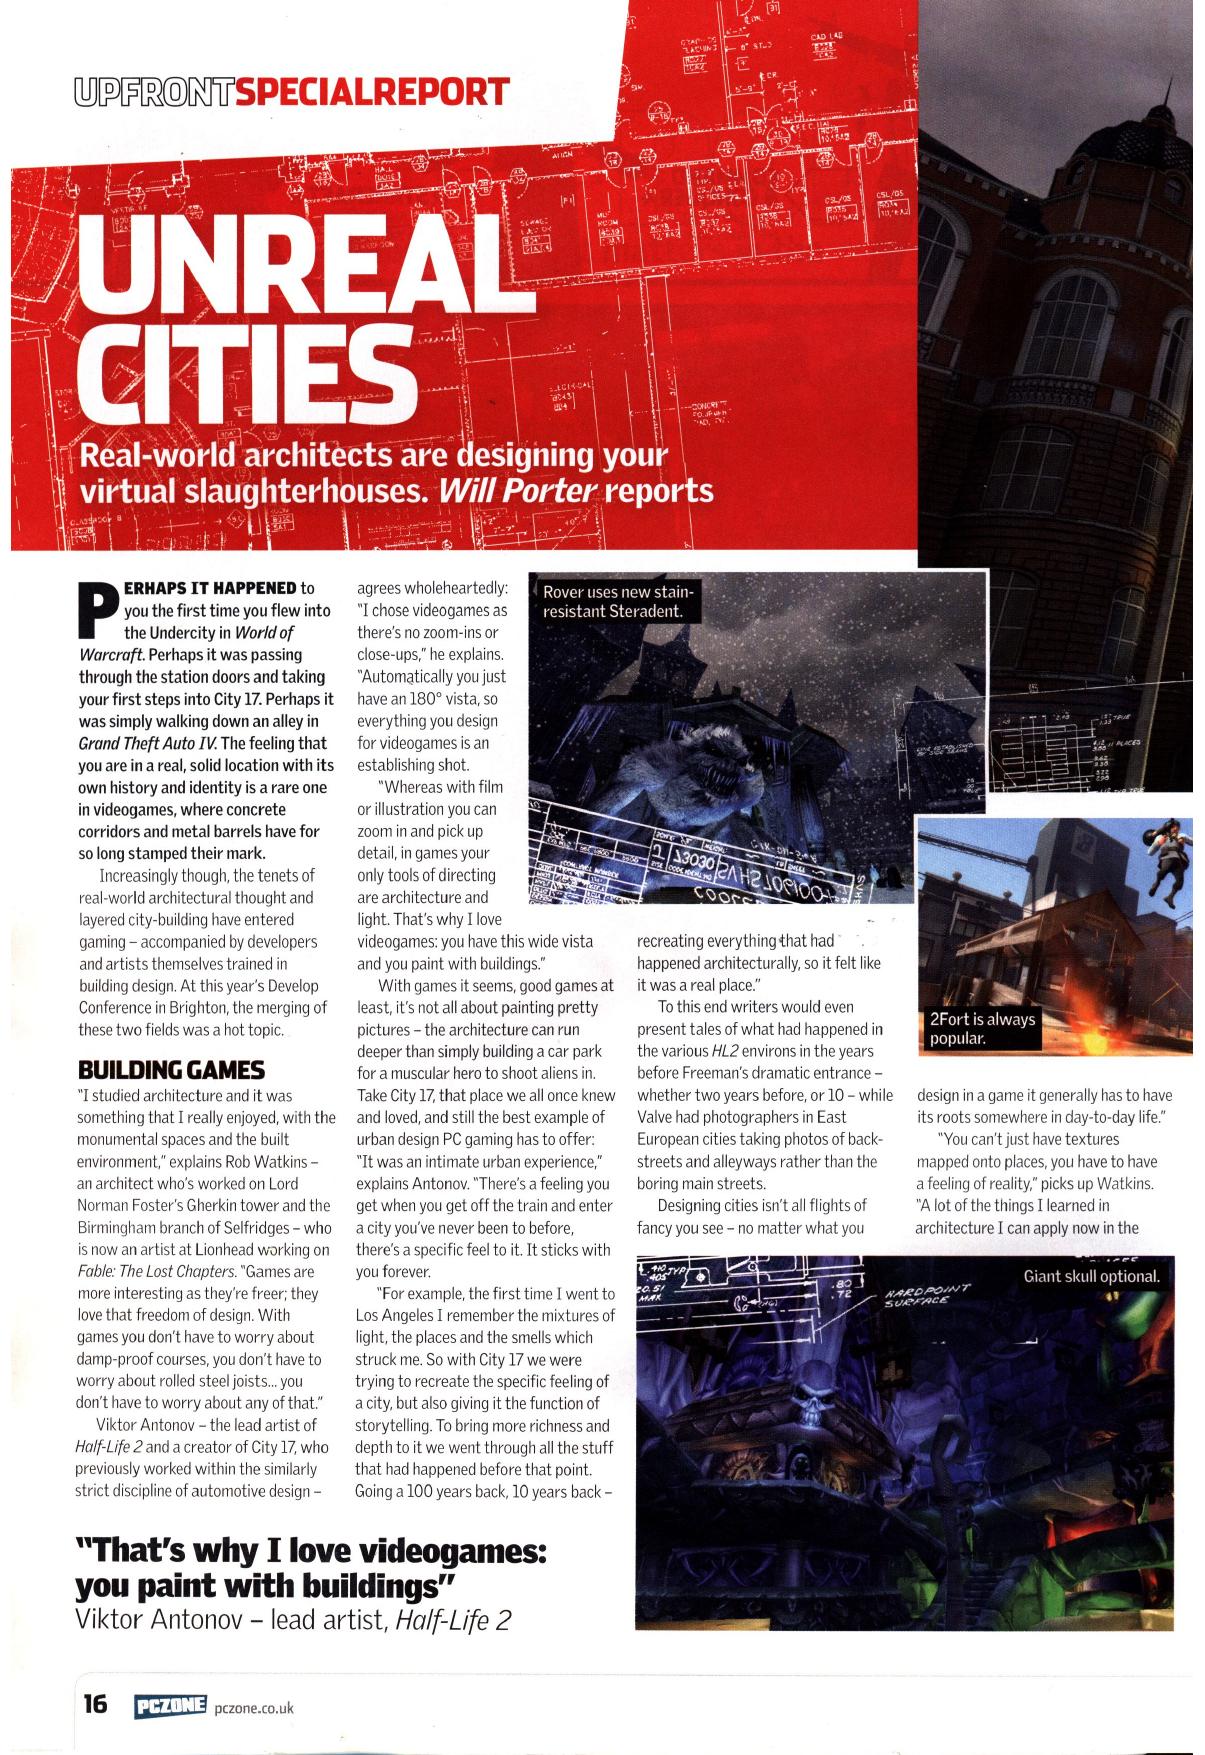 UPFRONTSPECIALREPORT
UNREAL
CITIES
Real-world architects are designing your
virtual slaughterhouses. Will Porter reports
PERHAPS IT HAPPENED to
you the first time you flew into
the Undercity in World of
Warcraft. Perhaps it was passing
through the station doors and taking
your first steps into City 17. Perhaps it
was simply walking down an alley in
Grand Theft Auto IV. The feeling that
you are in a real, solid location with its
own history and identity is a rare one
in videogames, where concrete
corridors and metal barrels have for
so long stamped their mark.
Increasingly though, the tenets of
real-world architectural thought and
layered city-building have entered
gaming – accompanied by developers
and artists themselves trained in
building design. At this year's Develop
Conference in Brighton, the merging of
these two fields was a hot topic.
BUILDING GAMES
"I studied architecture and it was
something that I really enjoyed, with the
monumental spaces and the built
environment," explains Rob Watkins –
an architect who's worked on Lord
Norman Foster's Gherkin tower and the
Birmingham branch of Selfridges – who
is now an artist at Lionhead working on
Fable: The Lost Chapters. "Games are
more interesting as they're freer; they
love that freedom of design. With
games you don't have to worry about
damp-proof courses, you don't have to
worry about rolled steel joists... you
don't have to worry about any of that."
Viktor Antonov – the lead artist of
Half-Life 2 and a creator of City 17, who
previously worked within the similarly
strict discipline of automotive design –
agrees wholeheartedly:
"I chose videogames as
there's no zoom-ins or
close-ups," he explains.
"Automatically you just
have an 180° vista, so
everything you design
for videogames is an
establishing shot.
"Whereas with film
or illustration you can
zoom in and pick up
detail, in games your
only tools of directing
are architecture and
light. That's why I love
videogames: you have this wide vista
and you paint with buildings."
With games it seems, good games at
least, it's not all about painting pretty
pictures – the architecture can run
deeper than simply building a car park
for a muscular hero to shoot aliens in.
Take City 17, that place we all once knew
and loved, and still the best example of
urban design PC gaming has to offer:
"It was an intimate urban experience,"
explains Antonov. "There's a feeling you
get when you get off the train and enter
a city you've never been to before,
there's a specific feel to it. It sticks with
you forever.
"For example, the first time I went to
Los Angeles I remember the mixtures of
light, the places and the smells which
struck me. So with City 17 we were
trying to recreate the specific feeling of
a city, but also giving it the function of
storytelling. To bring more richness and
depth to it we went through all the stuff
that had happened before that point.
Going a 100 years back, 10 years back –
Rover uses new stain-
resistant Steradent.
recreating everything that had
happened architecturally, so it felt like
it was a real place."
To this end writers would even
present tales of what had happened in
the various HL2 environs in the years
before Freeman's dramatic entrance –
whether two years before, or 10 – while
Valve had photographers in East
European cities taking photos of back-
streets and alleyways rather than the
boring main streets.
Designing cities isn't all flights of
fancy you see – no matter what you
2Fort is always
popular.
design in a game it generally has to have
its roots somewhere in day-to-day life."
"You can't just have textures
mapped onto places, you have to have
a feeling of reality," picks up Watkins.
"A lot of the things I learned in
architecture I can apply now in the
Giant skull optional.
HARDPOINT
SURFACE
"That's why I love videogames:
you paint with buildings"
Viktor Antonov – lead artist, Half-Life 2
16 PCZONE pczone.co.uk